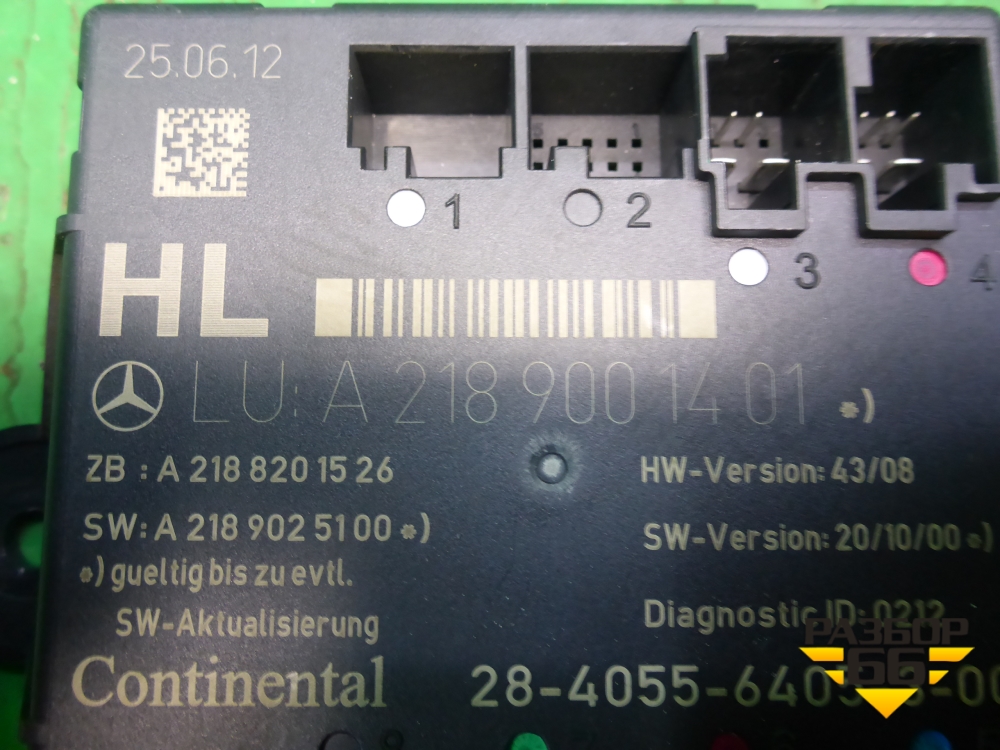 25.06.12
1
2
3
4
HL
LU: A 218 900 14 01 *)
ZB : A 218 820 15 26
HW-Version: 43/08
SW: A 218 902 51 00 *)
SW-Version: 20/10/00 *)
*) gueltig bis zu evtl.
SW-Aktualisierung
Diagnostic ID: 0212
РАЗБОР
66
Continental